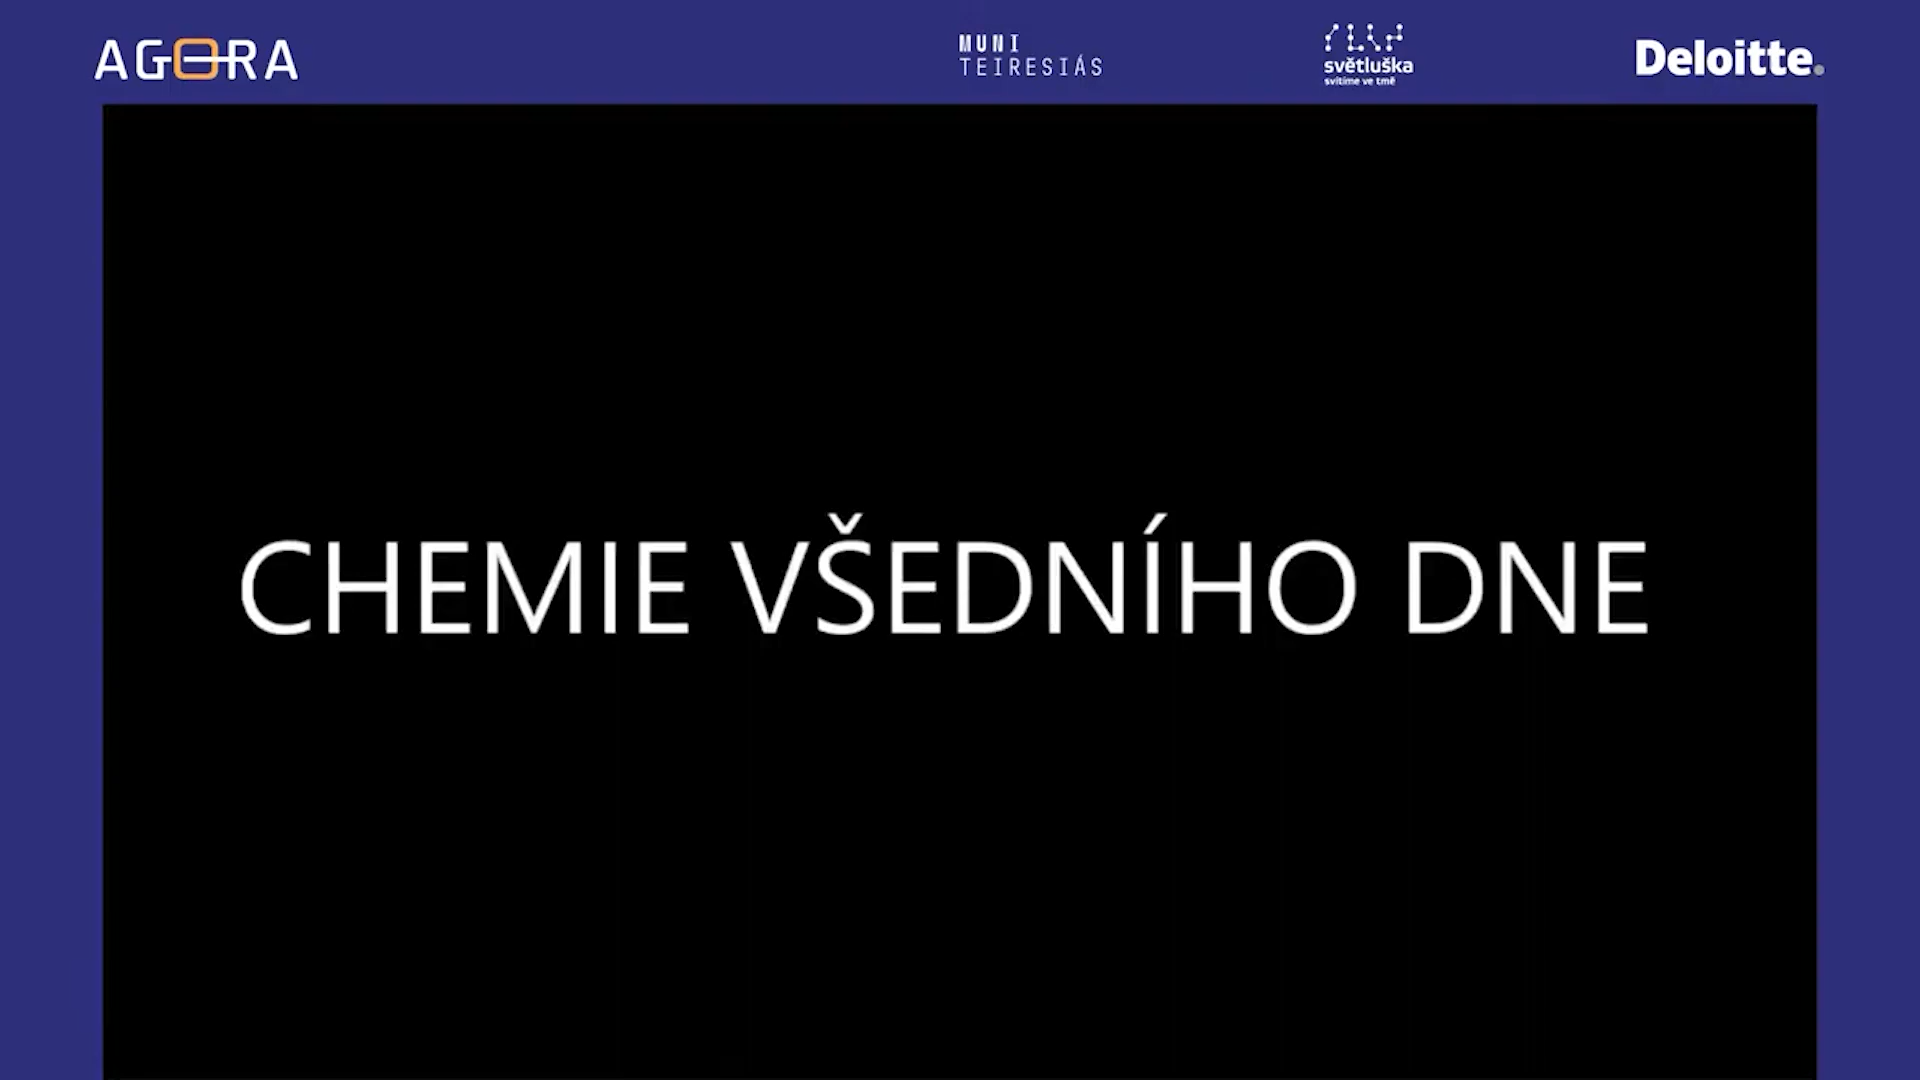 AGORA
MUNI
TEIRESIÁS
světluška
svítíme ve tmě
Deloitte.
CHEMIE VŠEDNÍHO DNE